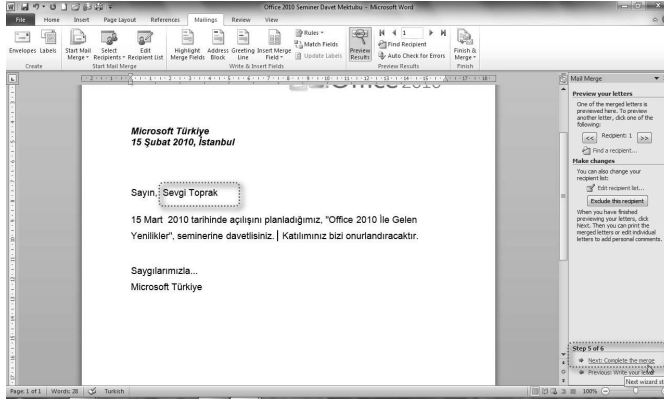 Office 2010 Seminer Davet Mektubu - Microsoft Word
File Home Insert Page Layout References Mailings Review View
Envelopes Labels
Create
Start Mail Merge
Select Recipients
Edit Recipient List
Start Mail Merge
Highlight Merge Fields
Address Block
Greeting Line
Insert Merge Field
Rules
Match Fields
Update Labels
Write & Insert Fields
Preview Results
1
Find Recipient
Auto Check for Errors
Preview Results
Finish & Merge
Finish
Office 2010
Microsoft Türkiye
15 Şubat 2010, İstanbul
Sayın, Sevgi Toprak
15 Mart 2010 tarihinde açılışını planladığımız, "Office 2010 İle Gelen
Yenilikler", seminerine davetlisiniz. Katılımınız bizi onurlandıracaktır.
Saygılarımızla...
Microsoft Türkiye
Mail Merge
Preview your letters
One of the merged letters is
previewed here. To preview
another letter, click one of the
following:
<< Recipient: 1 >>
Find a recipient...
Make changes
You can also change your
recipient list:
Edit recipient list...
Exclude this recipient
When you have finished
previewing your letters, click
Next. Then you can print the
merged letters or edit individual
letters to add personal comments.
Step 5 of 6
Next: Complete the merge
Previous: Write your letter
Next wizard st
Page: 1 of 1 Words: 28 Turkish
100%